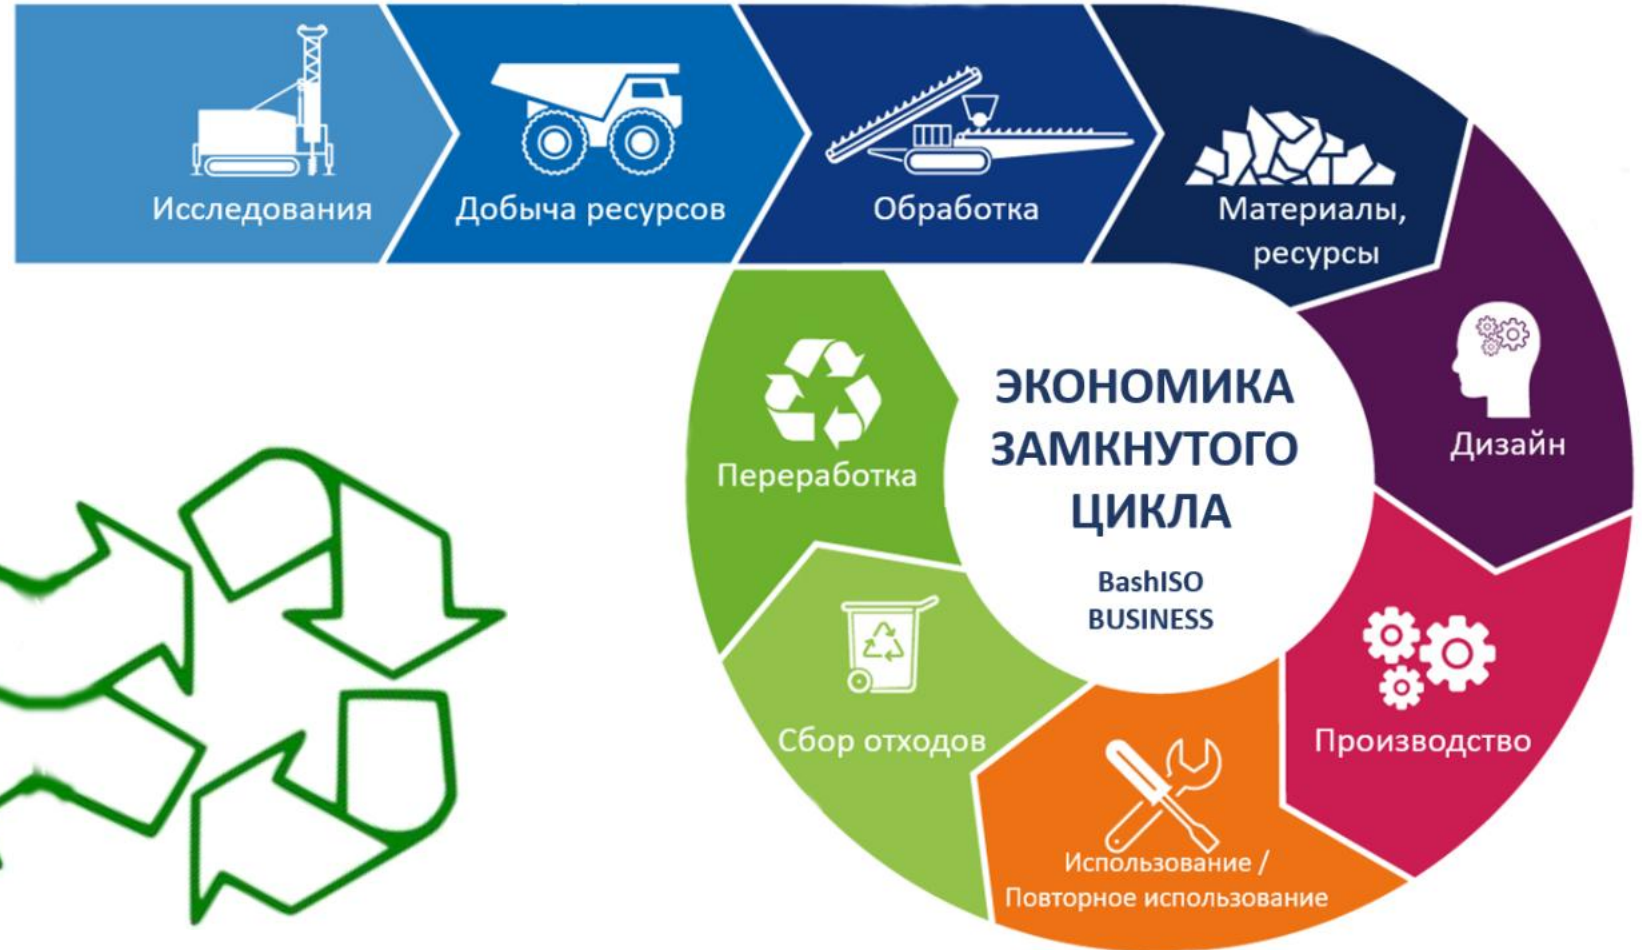 Исследования
Добыча ресурсов
Обработка
Материалы,
ресурсы
Дизайн
Производство
Использование /
Повторное использование
Сбор отходов
Переработка
ЭКОНОМИКА
ЗАМКНУТОГО
ЦИКЛА
BashISO
BUSINESS